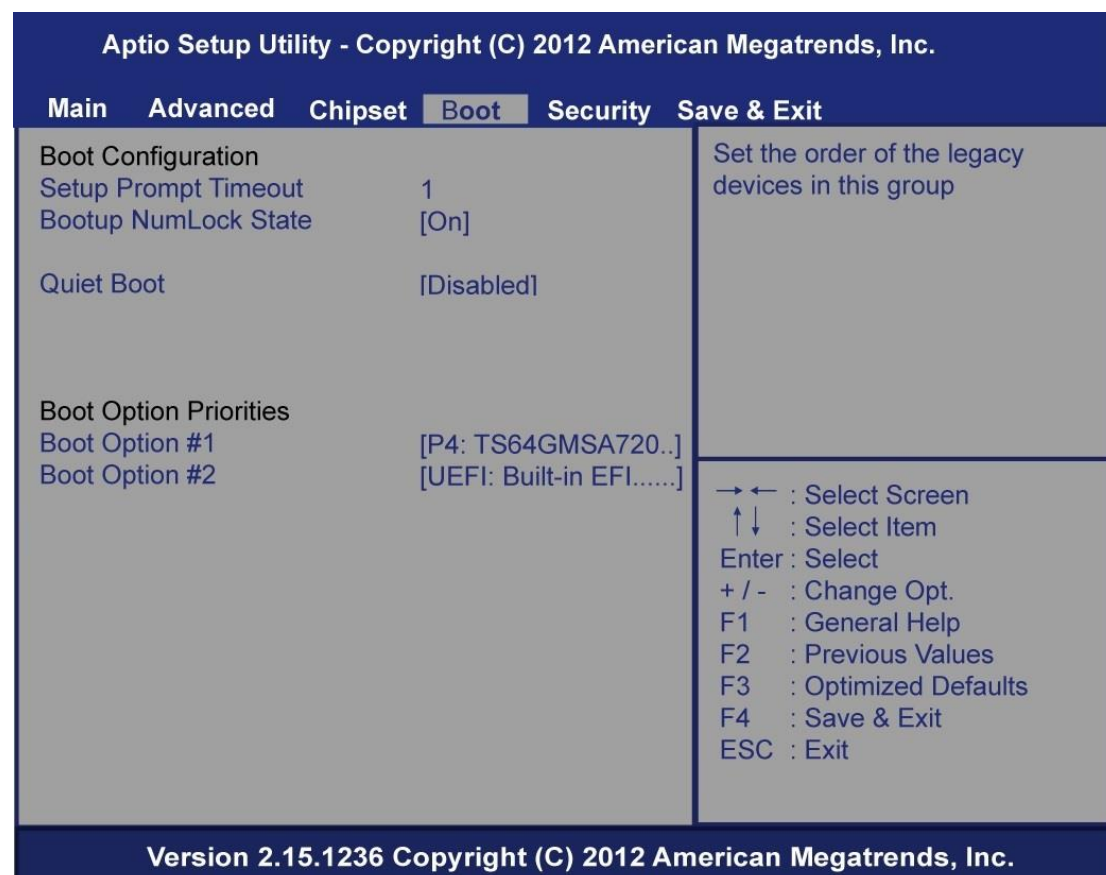 Aptio Setup Utility - Copyright (C) 2012 American Megatrends, Inc.
Main Advanced Chipset Boot Security Save & Exit
Boot Configuration
Setup Prompt Timeout 1
Bootup NumLock State [On]
Quiet Boot [Disabled]
Boot Option Priorities
Boot Option #1 [P4: TS64GMSA720..]
Boot Option #2 [UEFI: Built-in EFI......]
Set the order of the legacy
devices in this group
→ ← : Select Screen
↑↓ : Select Item
Enter : Select
+ / - : Change Opt.
F1 : General Help
F2 : Previous Values
F3 : Optimized Defaults
F4 : Save & Exit
ESC : Exit
Version 2.15.1236 Copyright (C) 2012 American Megatrends, Inc.